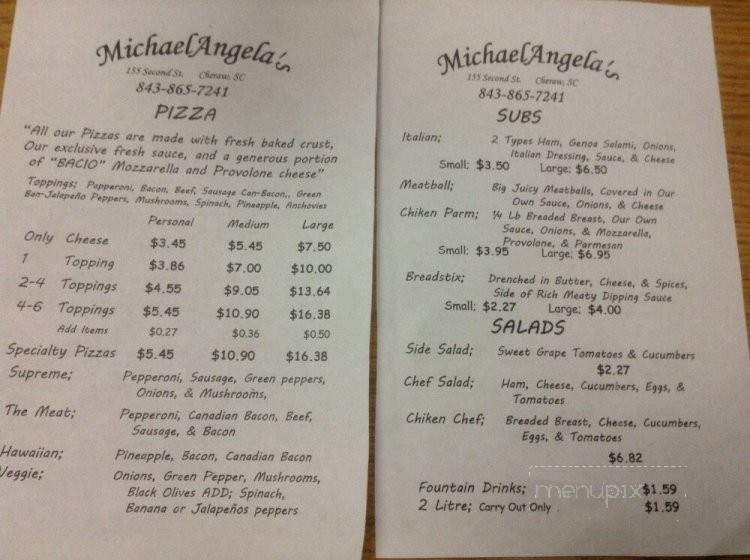 MichaelAngela's
155 Second St. Cheraw, SC
843-865-7241
PIZZA
"All our Pizzas are made with fresh baked crust,
Our exclusive fresh sauce, and a generous portion
of "BACIO" Mozzarella and Provolone cheese"
Toppings; Pepperoni, Bacon, Beef, Sausage Can-Bacon,, Green
Ban-Jalapeño Peppers, Mushrooms, Spinach, Pineapple, Anchovies
Personal Medium Large
Only Cheese $3.45 $5.45 $7.50
1 Topping $3.86 $7.00 $10.00
2-4 Toppings $4.55 $9.05 $13.64
4-6 Toppings $5.45 $10.90 $16.38
Add Items $0.27 $0.36 $0.50
Specialty Pizzas $5.45 $10.90 $16.38
Supreme; Pepperoni, Sausage, Green peppers,
Onions, & Mushrooms,
The Meat; Pepperoni, Canadian Bacon, Beef,
Sausage, & Bacon
Hawaiian; Pineapple, Bacon, Canadian Bacon
Veggie; Onions, Green Pepper, Mushrooms,
Black Olives ADD; Spinach,
Banana or Jalapeños peppers
MichaelAngela's
155 Second St. Cheraw, SC
843-865-7241
SUBS
Italian; 2 Types Ham, Genoa Salami, Onions,
Italian Dressing, Sauce, & Cheese
Small: $3.50 Large: $6.50
Meatball; Big Juicy Meatballs, Covered in Our
Own Sauce, Onions, & Cheese
Chiken Parm; ¼ Lb Breaded Breast, Our Own
Sauce, Onions, & Mozzarella,
Provolone, & Parmesan
Small: $3.95 Large: $6.95
Breadstix; Drenched in Butter, Cheese, & Spices,
Side of Rich Meaty Dipping Sauce
Small: $2.27 Large: $4.00
SALADS
Side Salad; Sweet Grape Tomatoes & Cucumbers
$2.27
Chef Salad; Ham, Cheese, Cucumbers, Eggs, &
Tomatoes
Chiken Chef; Breaded Breast, Cheese, Cucumbers,
Eggs, & Tomatoes
$6.82
Fountain Drinks; $1.59
2 Litre; Carry Out Only . $1.59
menupix